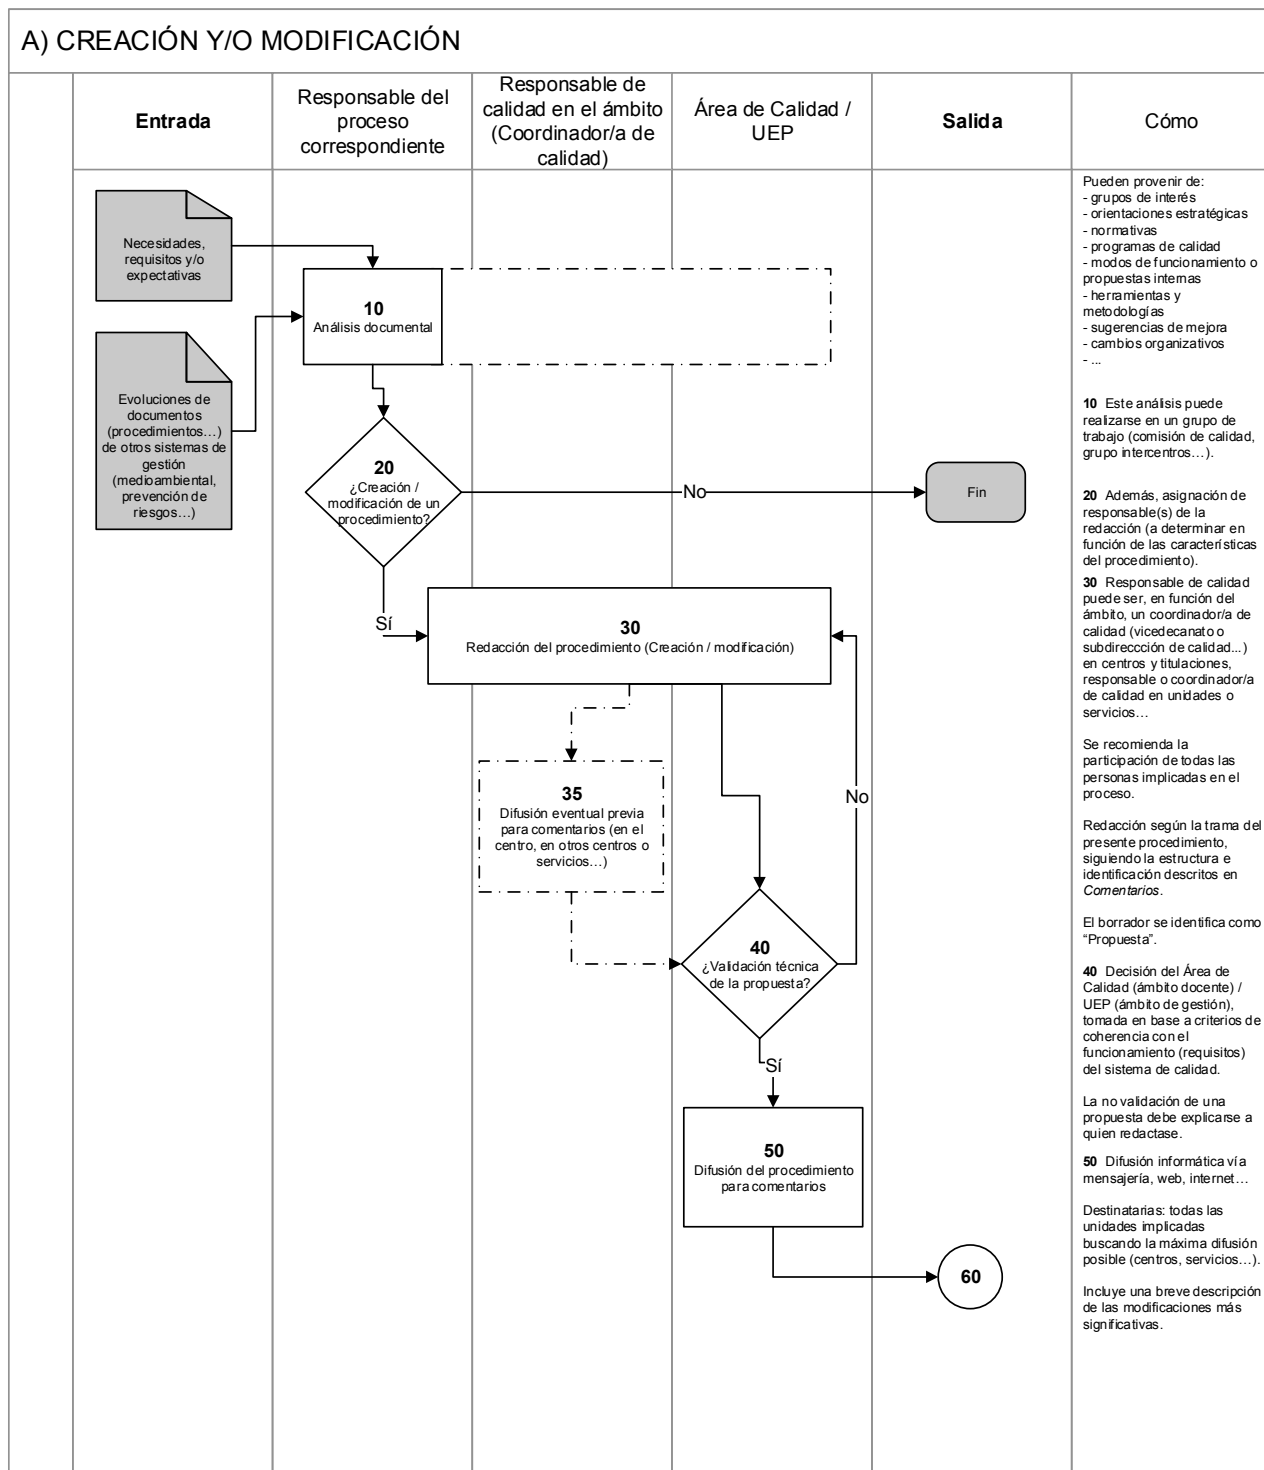 A) CREACIÓN Y/O MODIFICACIÓN
Entrada
Responsable del
proceso
correspondiente
Responsable de
calidad en el ámbito
(Coordinador/a de
calidad)
Área de Calidad /
UEP
Salida
Cómo
Necesidades,
requisitos y/o
expectativas
Evoluciones de
documentos
(procedimientos…)
de otros sistemas de
gestión
(medioambiental,
prevención de
riesgos…)
10
Análisis documental
20
¿Creación /
modificación de un
procedimiento?
No
Fin
Sí
30
Redacción del procedimiento (Creación / modificación)
35
Difusión eventual previa
para comentarios (en el
centro, en otros centros o
servicios…)
No
40
¿Validación técnica
de la propuesta?
Sí
50
Difusión del procedimiento
para comentarios
60
Pueden provenir de:
- grupos de interés
- orientaciones estratégicas
- normativas
- programas de calidad
- modos de funcionamiento o
propuestas internas
- herramientas y
metodologías
- sugerencias de mejora
- cambios organizativos
- ...
10 Este análisis puede
realizarse en un grupo de
trabajo (comisión de calidad,
grupo intercentros…).
20 Además, asignación de
responsable(s) de la
redacción (a determinar en
función de las características
del procedimiento).
30 Responsable de calidad
puede ser, en función del
ámbito, un coordinador/a de
calidad (vicedecanato o
subdireccción de calidad...)
en centros y titulaciones,
responsable o coordinador/a
de calidad en unidades o
servicios…
Se recomienda la
participación de todas las
personas implicadas en el
proceso.
Redacción según la trama del
presente procedimiento,
siguiendo la estructura e
identificación descritos en
Comentarios.
El borrador se identifica como
“Propuesta”.
40 Decisión del Área de
Calidad (ámbito docente) /
UEP (ámbito de gestión),
tomada en base a criterios de
coherencia con el
funcionamiento (requisitos)
del sistema de calidad.
La no validación de una
propuesta debe explicarse a
quien redactase.
50 Difusión informática vía
mensajería, web, internet…
Destinatarias: todas las
unidades implicadas
buscando la máxima difusión
posible (centros, servicios…).
Incluye una breve descripción
de las modificaciones más
significativas.